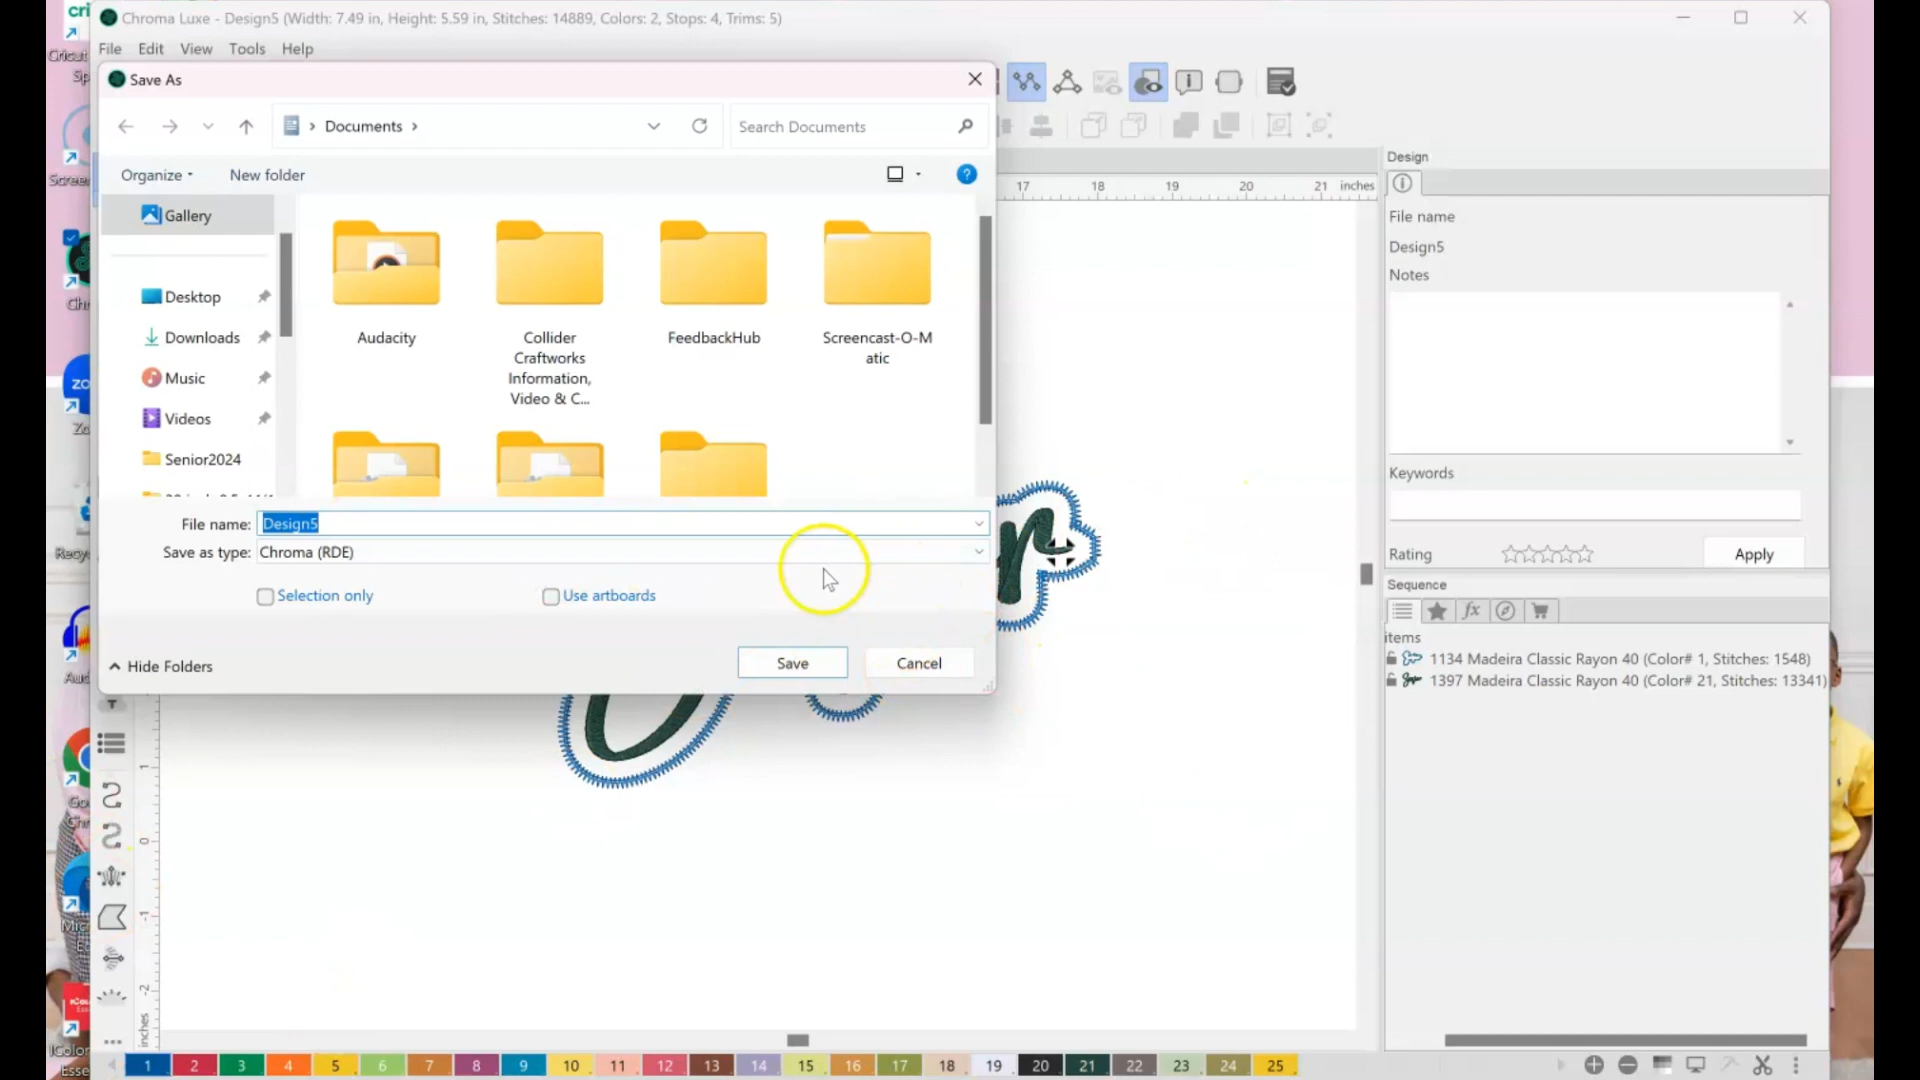 Chroma Luxe - Design5 (Width: 7.49 in, Height: 5.59 in, Stitches: 14889, Colors: 2, Stops: 4, Trims: 5)
File Edit View Tools Help
Save As
Documents
Search Documents
Organize
New folder
Gallery
Desktop
Downloads
Music
Videos
Senior2024
Audacity
Collider
Craftworks
Information,
Video & C...
FeedbackHub
Screencast-O-M
atic
File name: Design5
Save as type: Chroma (RDE)
Selection only
Use artboards
Hide Folders
Save
Cancel
17 18 19 20 21 inches
Design
File name
Design5
Notes
Keywords
Rating
Apply
Sequence
items
1134 Madeira Classic Rayon 40 (Color# 1, Stitches: 1548)
1397 Madeira Classic Rayon 40 (Color# 21, Stitches: 13341)
1
0
-1
-2
inches
1 2 3 4 5 6 7 8 9 10 11 12 13 14 15 16 17 18 19 20 21 22 23 24 25